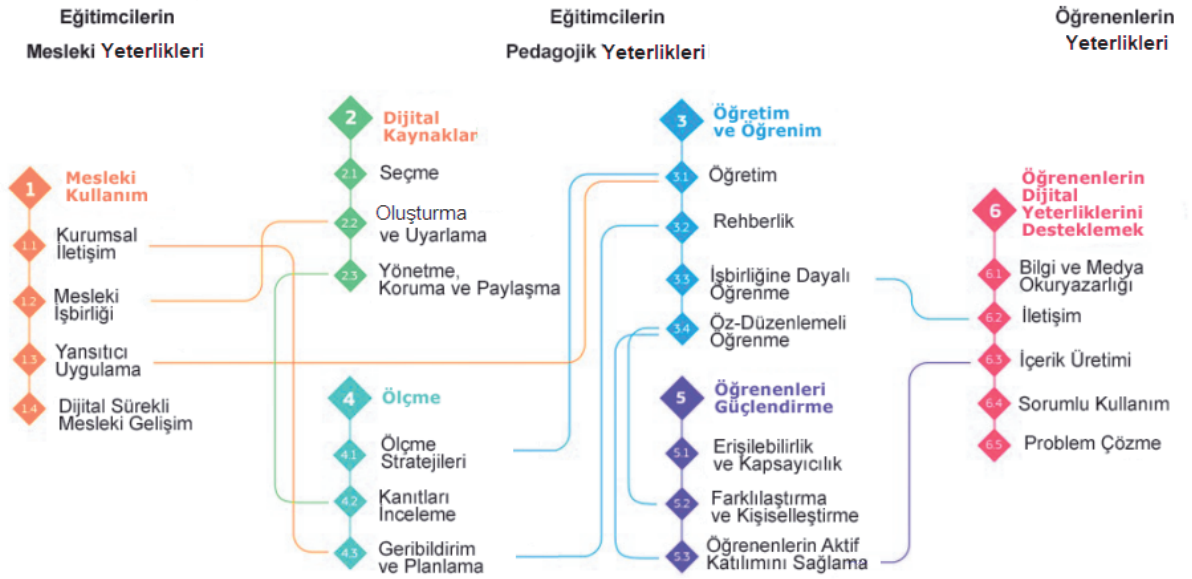 Eğitimcilerin
Mesleki Yeterlikleri
Eğitimcilerin
Pedagojik Yeterlikleri
Öğrenenlerin
Yeterlikleri
1
Mesleki
Kullanım
1.1
Kurumsal
İletişim
1.2
Mesleki
İşbirliği
1.3
Yansıtıcı
Uygulama
1.4
Dijital Sürekli
Mesleki Gelişim
2
Dijital
Kaynaklar
2.1
Seçme
2.2
Oluşturma
ve Uyarlama
2.3
Yönetme,
Koruma ve Paylaşma
3
Öğretim
ve Öğrenim
3.1
Öğretim
3.2
Rehberlik
3.3
İşbirliğine Dayalı
Öğrenme
3.4
Öz-Düzenlemeli
Öğrenme
4
Ölçme
4.1
Ölçme
Stratejileri
4.2
Kanıtları
İnceleme
4.3
Geribildirim
ve Planlama
5
Öğrenenleri
Güçlendirme
5.1
Erişilebilirlik
ve Kapsayıcılık
5.2
Farklılaştırma
ve Kişiselleştirme
5.3
Öğrenenlerin Aktif
Katılımını Sağlama
6
Öğrenenlerin
Dijital
Yeterliklerini
Desteklemek
6.1
Bilgi ve Medya
Okuryazarlığı
6.2
İletişim
6.3
İçerik Üretimi
6.4
Sorumlu Kullanım
6.5
Problem Çözme